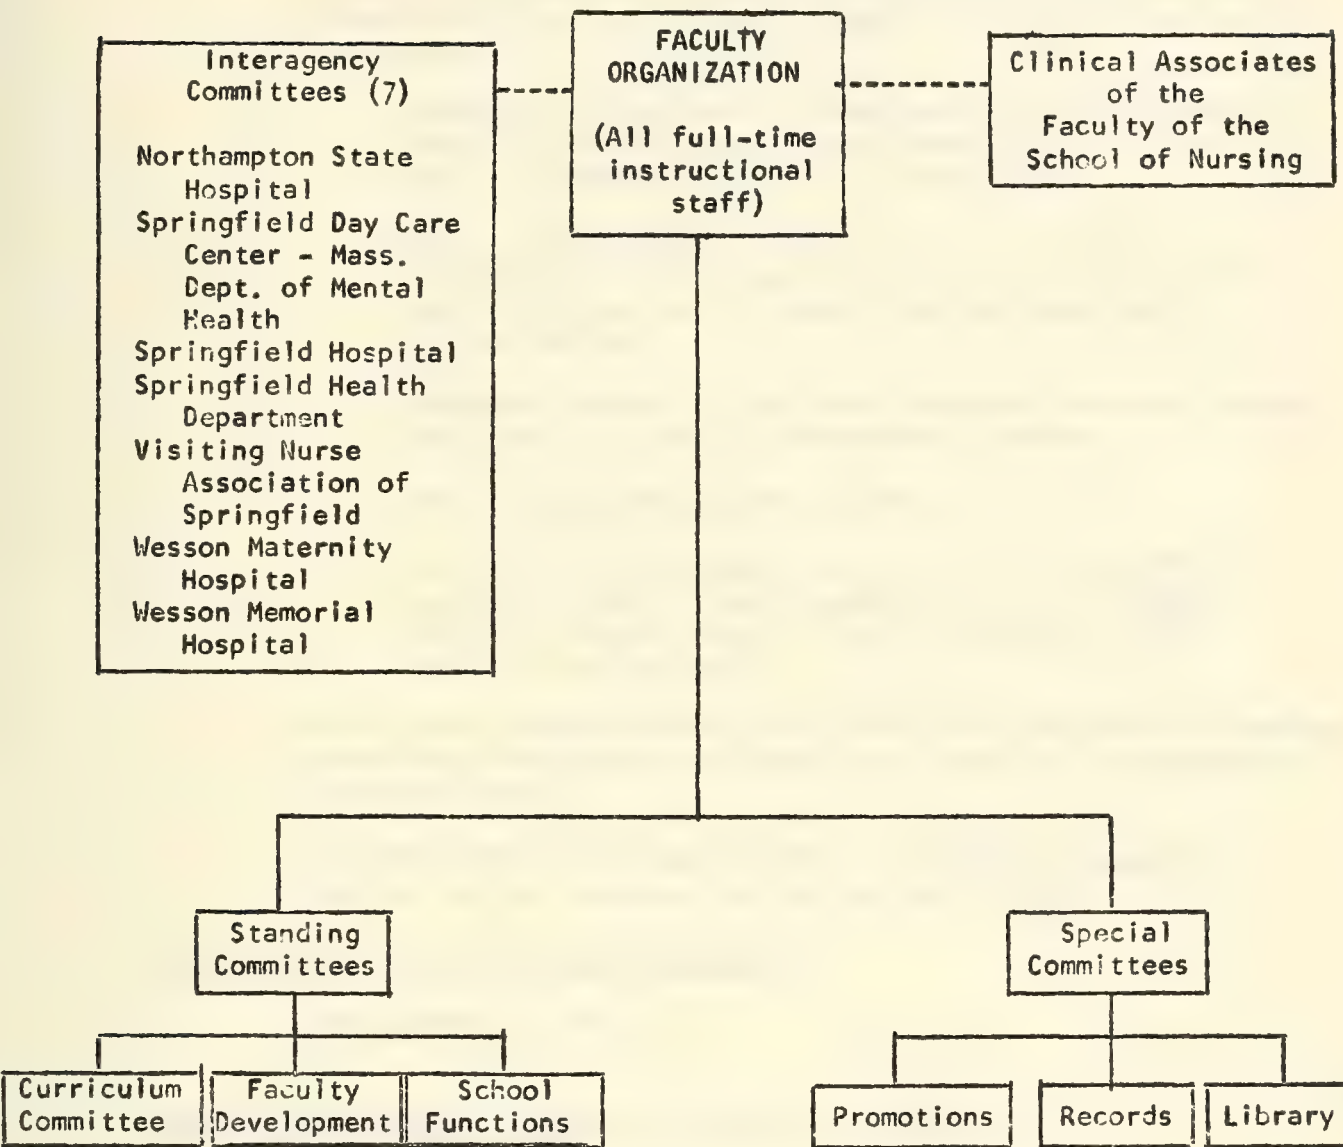 Interagency
Committees (7)
Northampton State
Hospital
Springfield Day Care
Center - Mass.
Dept. of Mental
Health
Springfield Hospital
Springfield Health
Department
Visiting Nurse
Association of
Springfield
Wesson Maternity
Hospital
Wesson Memorial
Hospital
FACULTY
ORGANIZATION
(All full-time
instructional
staff)
Clinical Associates
of the
Faculty of the
School of Nursing
Standing
Committees
Special
Committees
Curriculum
Committee
Faculty
Development
School
Functions
Promotions
Records
Library